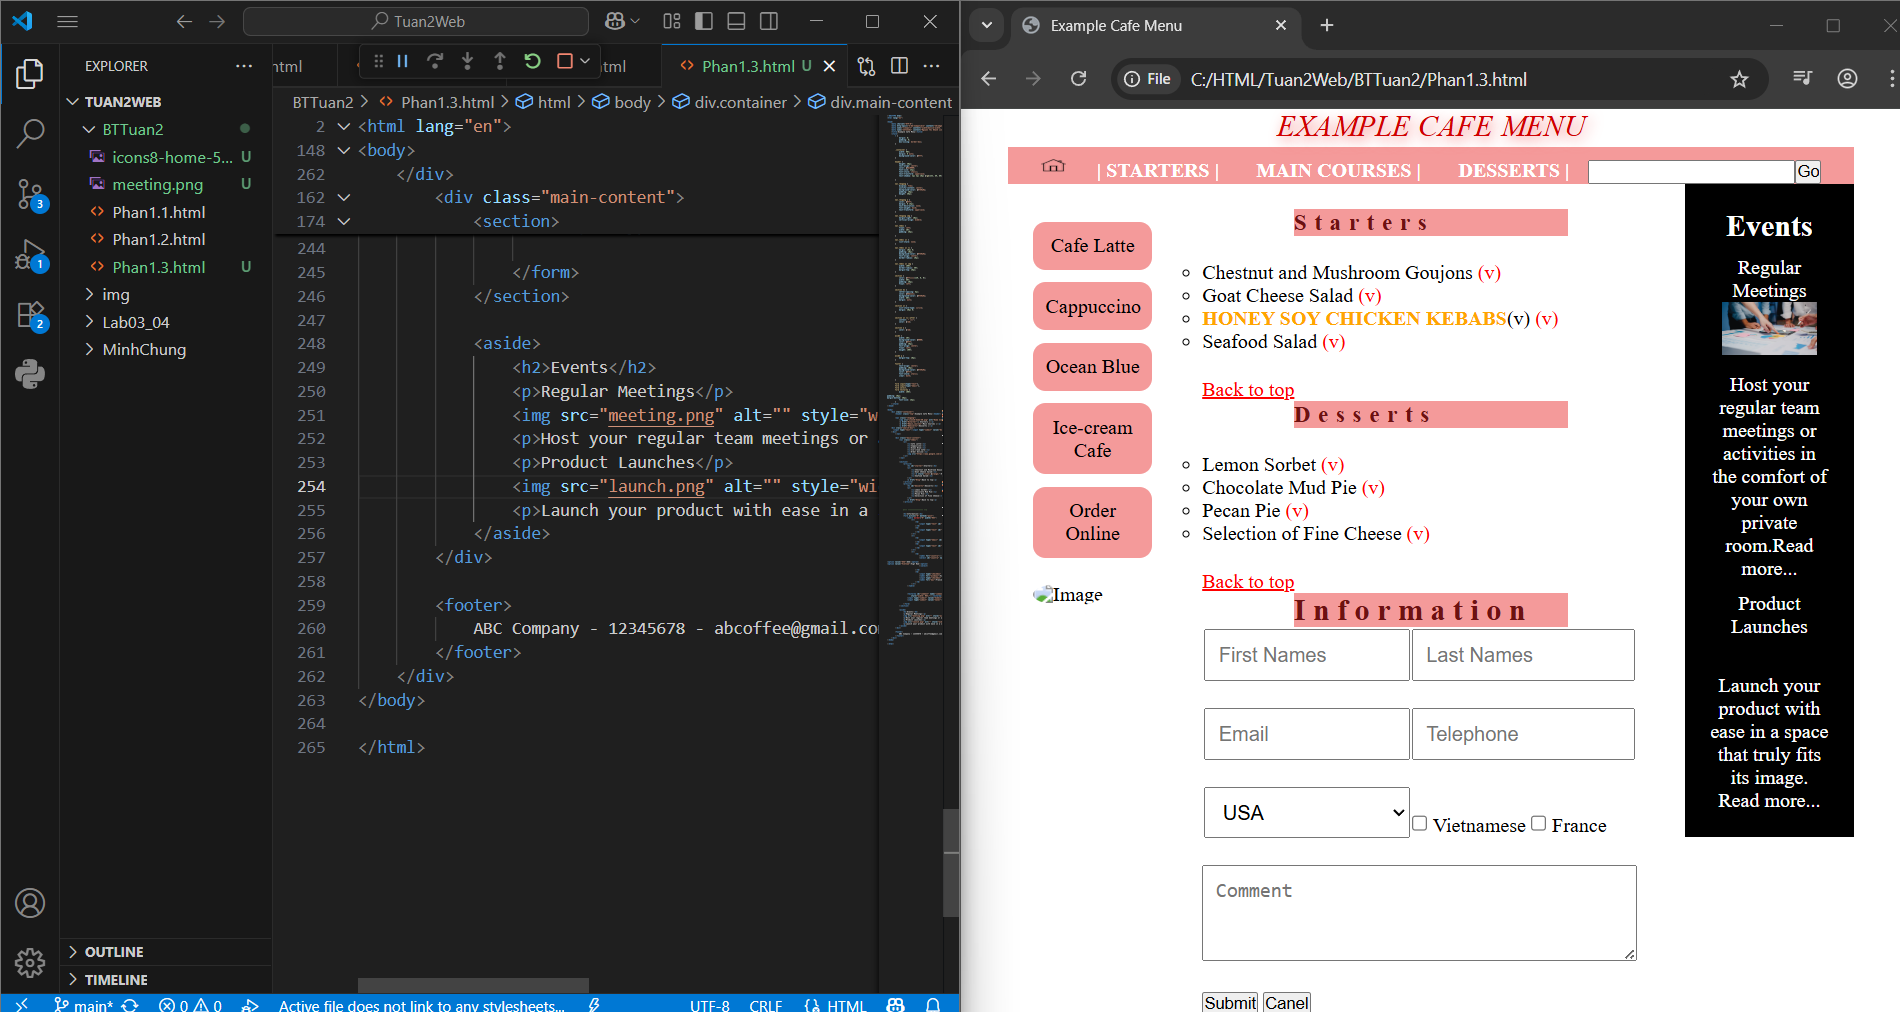 Tuan2Web
EXPLORER
TUAN2WEB
BTTuan2
icons8-home-5... U
meeting.png U
Phan1.1.html
Phan1.2.html
Phan1.3.html U
img
Lab03_04
MinhChung
OUTLINE
TIMELINE
3
1
2
html
ml
Phan1.3.html U
BTTuan2 > Phan1.3.html > html > body > div.container > div.main-content
2 <html lang="en">
148 <body>
262 </div>
162 <div class="main-content">
174 <section>
244
245 </form>
246 </section>
247
248 <aside>
249 <h2>Events</h2>
250 <p>Regular Meetings</p>
251 <img src="meeting.png" alt="" style="w
252 <p>Host your regular team meetings or
253 <p>Product Launches</p>
254 <img src="launch.png" alt="" style="wi
255 <p>Launch your product with ease in a
256 </aside>
257 </div>
258
259 <footer>
260 ABC Company - 12345678 - abcoffee@gmail.co
261 </footer>
262 </div>
263 </body>
264
265 </html>
main* 0 0 Active file does not link to any stylesheets... UTF-8 CRLF HTML
Example Cafe Menu
File C:/HTML/Tuan2Web/BTTuan2/Phan1.3.html
EXAMPLE CAFE MENU
| STARTERS | MAIN COURSES | DESSERTS | Go
Cafe Latte
Cappuccino
Ocean Blue
Ice-cream
Cafe
Order
Online
Image
Starters
Chestnut and Mushroom Goujons (v)
Goat Cheese Salad (v)
HONEY SOY CHICKEN KEBABS(v) (v)
Seafood Salad (v)
Back to top
Desserts
Lemon Sorbet (v)
Chocolate Mud Pie (v)
Pecan Pie (v)
Selection of Fine Cheese (v)
Back to top
Information
First Names Last Names
Email Telephone
USA Vietnamese France
Comment
Submit Canel
Events
Regular
Meetings
Host your
regular team
meetings or
activities in
the comfort of
your own
private
room.Read
more...
Product
Launches
Launch your
product with
ease in a space
that truly fits
its image.
Read more...